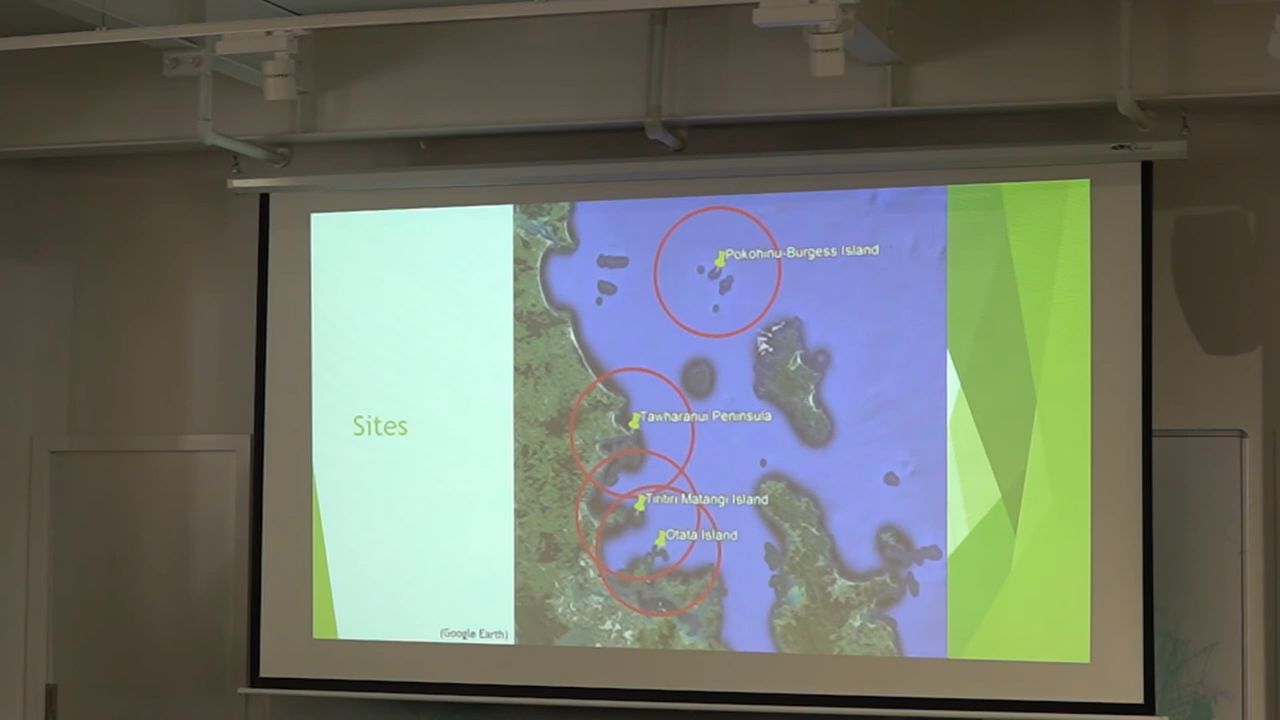 Pokohinu-Burgess Island
Tawharanui Peninsula
Sites
Tiritiri Matangi Island
Otata Island
(Google Earth)